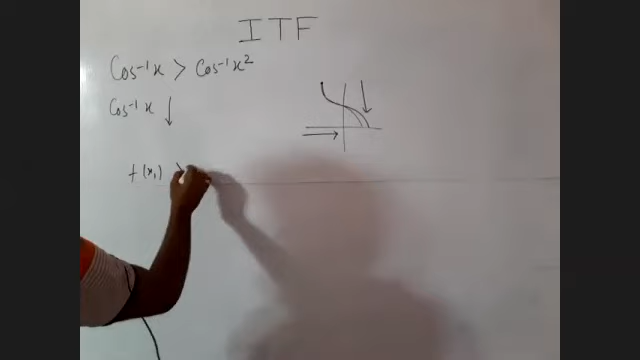 ITF
Cos⁻¹x > Cos⁻¹x²
Cos⁻¹x ↓
f(x₁) >